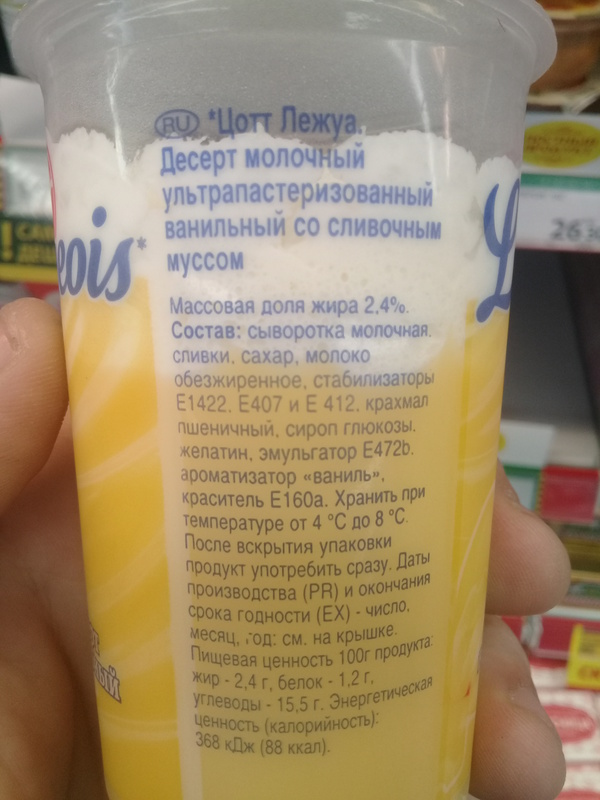 RU *Цотт Лежуа.
Десерт молочный
ультрапастеризованный
ванильный со сливочным
муссом
eois*
Массовая доля жира 2,4%.
Состав: сыворотка молочная,
сливки, сахар, молоко
обезжиренное, стабилизаторы
Е1422, Е407 и Е 412, крахмал
пшеничный, сироп глюкозы,
желатин, эмульгатор Е472b,
ароматизатор «ваниль»,
краситель Е160а. Хранить при
температуре от 4 °С до 8 °С.
После вскрытия упаковки
продукт употребить сразу. Даты
производства (PR) и окончания
срока годности (EX) - число,
месяц, год: см. на крышке.
Пищевая ценность 100г продукта:
жир - 2,4 г, белок - 1,2 г,
углеводы - 15,5 г. Энергетическая
ценность (калорийность):
368 кДж (88 ккал).